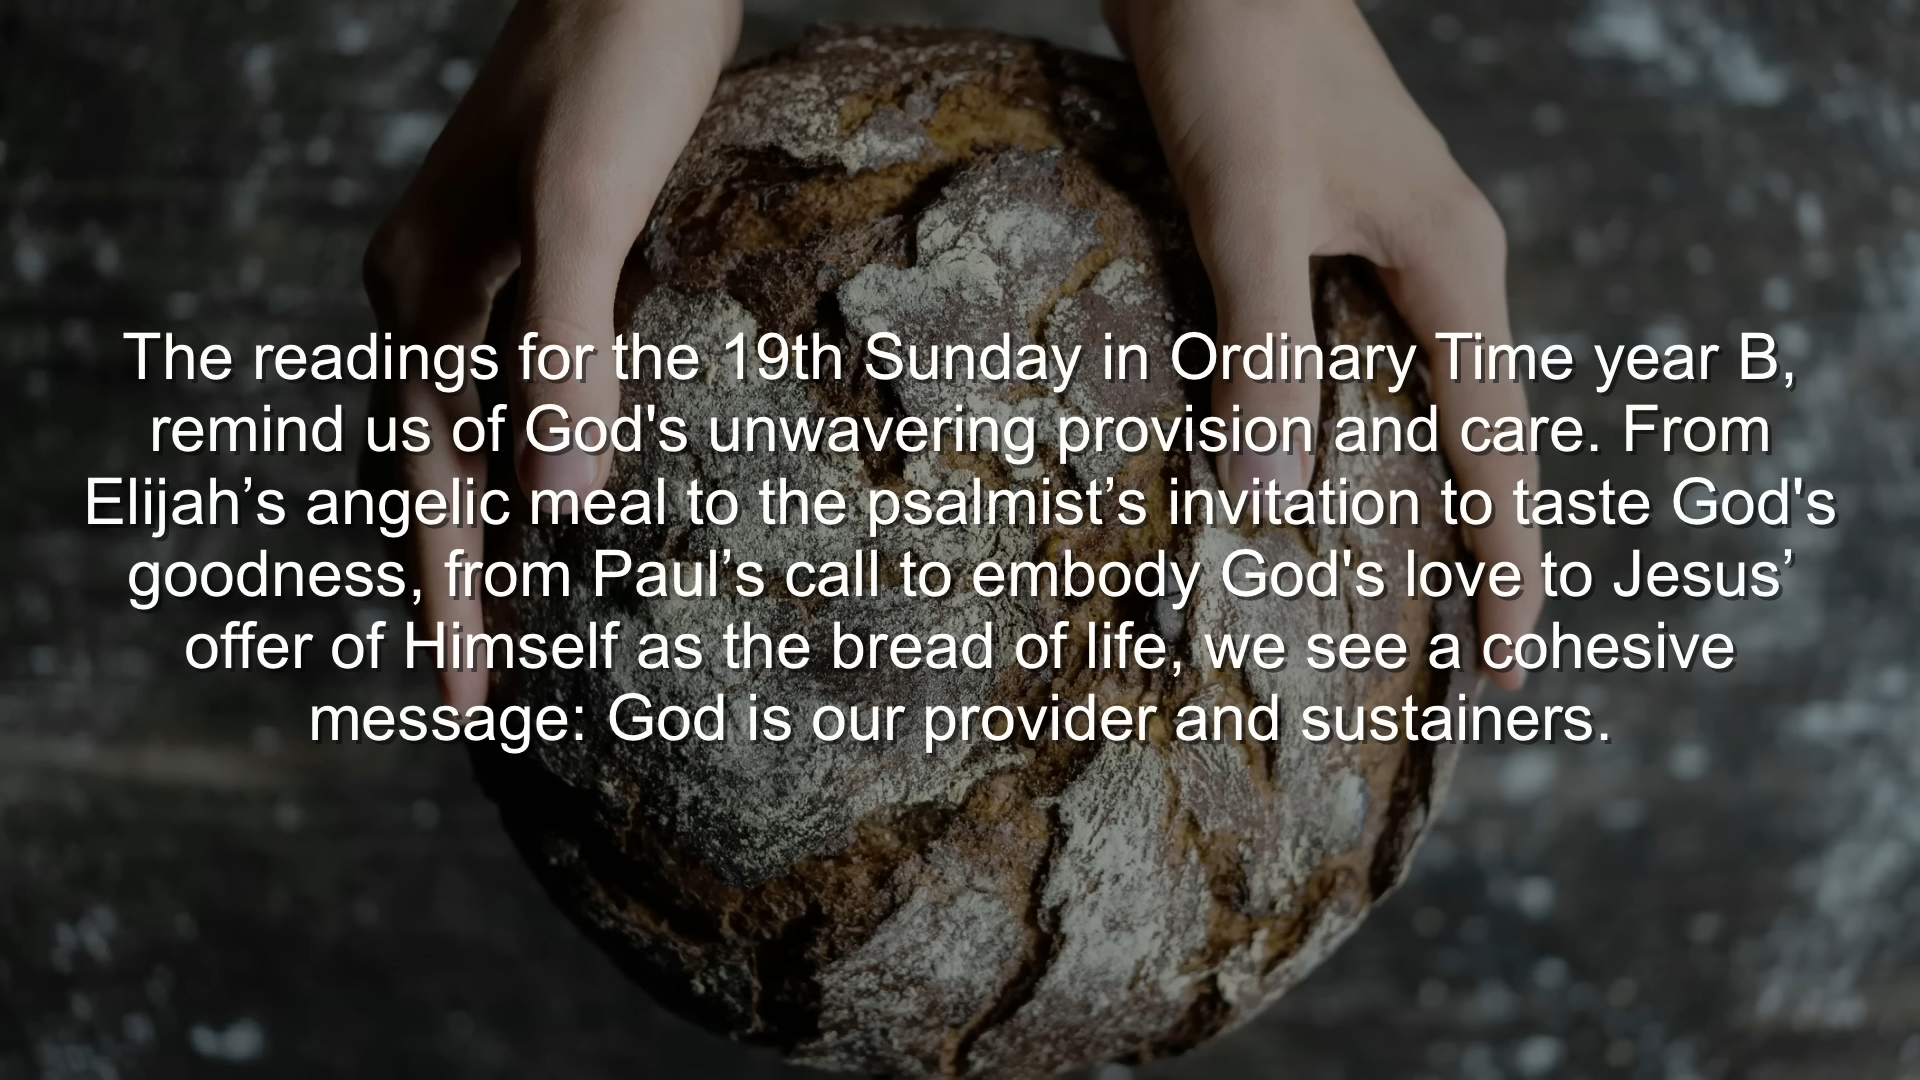 The readings for the 19th Sunday in Ordinary Time year B,
remind us of God's unwavering provision and care. From
Elijah’s angelic meal to the psalmist’s invitation to taste God's
goodness, from Paul’s call to embody God's love to Jesus’
offer of Himself as the bread of life, we see a cohesive
message: God is our provider and sustainers.